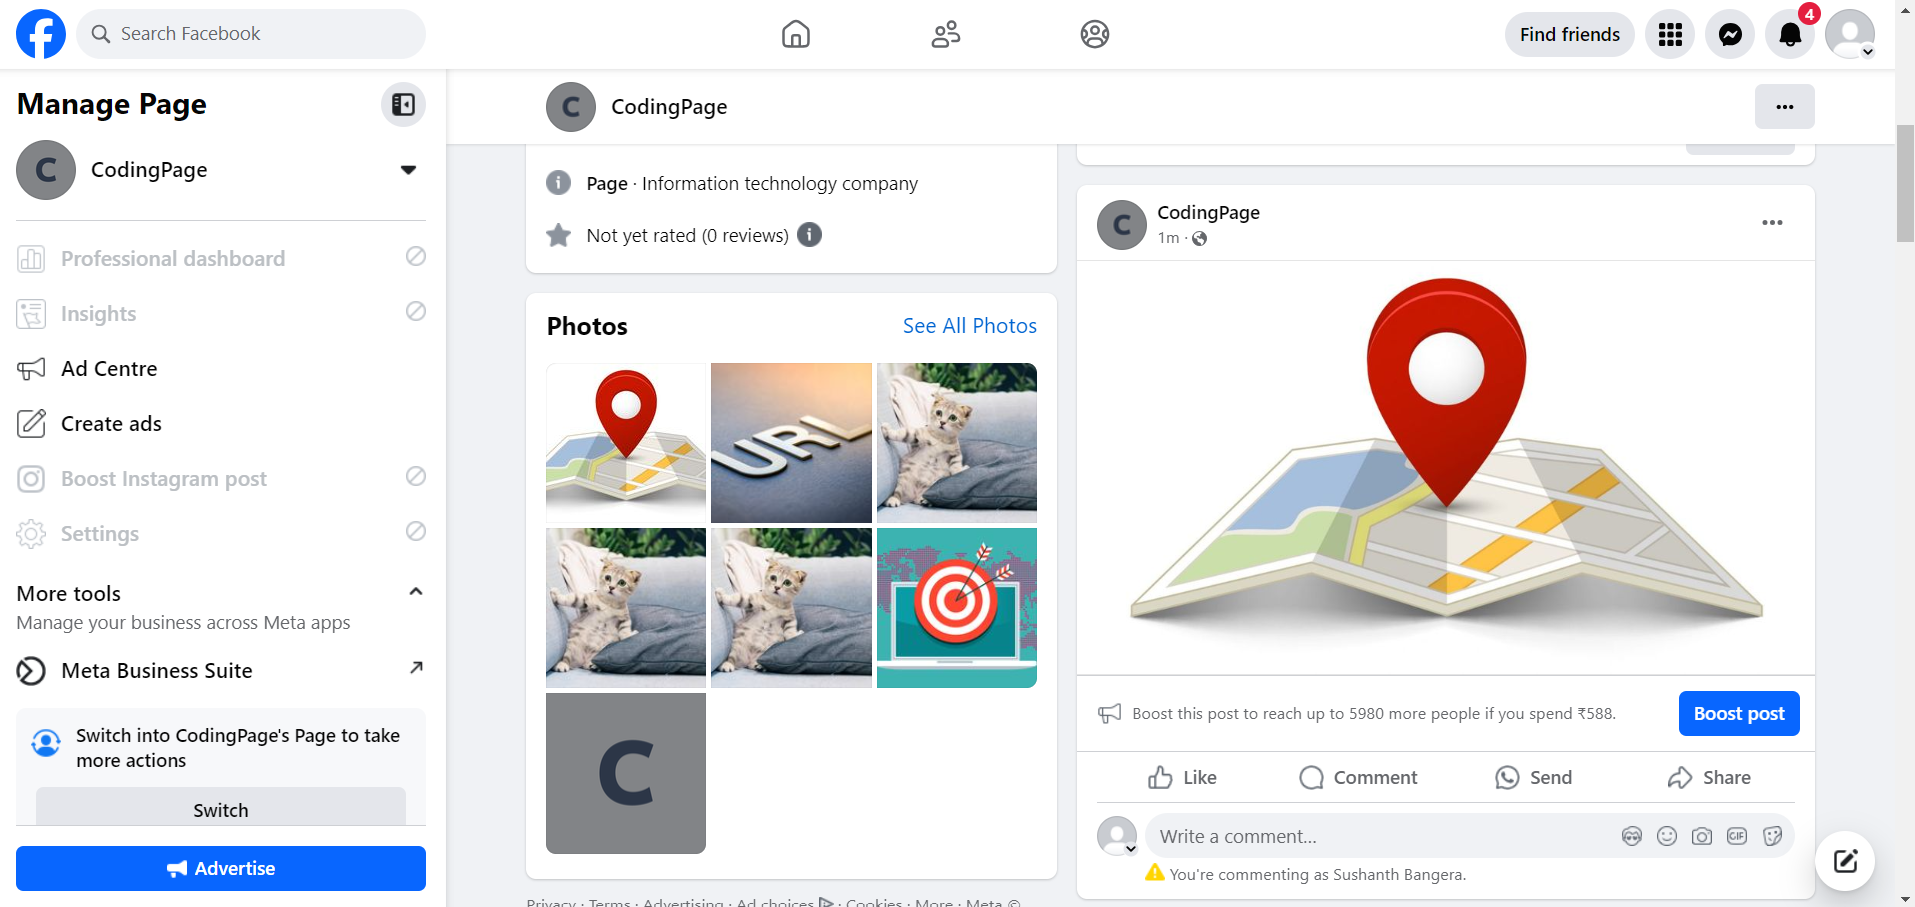 Search Facebook
Find friends
4
Manage Page
C CodingPage
Professional dashboard
Insights
Ad Centre
Create ads
Boost Instagram post
Settings
More tools
Manage your business across Meta apps
Meta Business Suite
Switch into CodingPage's Page to take
more actions
Switch
Advertise
C CodingPage
Page · Information technology company
Not yet rated (0 reviews)
Photos
See All Photos
URL
C
Privacy · Terms · Advertising · Ad choices · Cookies · More · Meta ©
C CodingPage
1m ·
Boost this post to reach up to 5980 more people if you spend ₹588.
Boost post
Like
Comment
Send
Share
Write a comment...
GIF
You're commenting as Sushanth Bangera.